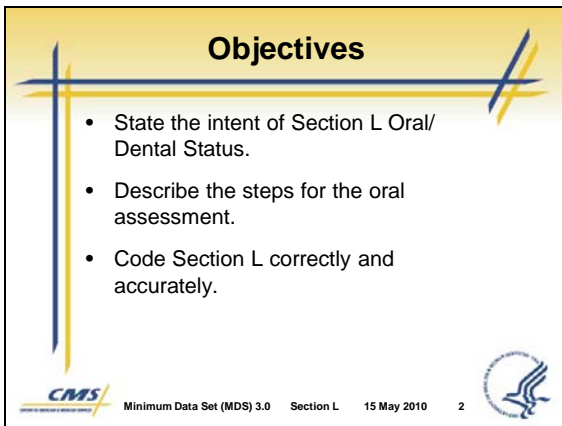 Objectives
• State the intent of Section L Oral/
Dental Status.
• Describe the steps for the oral
assessment.
• Code Section L correctly and
accurately.
CMS
Minimum Data Set (MDS) 3.0 Section L 15 May 2010 2